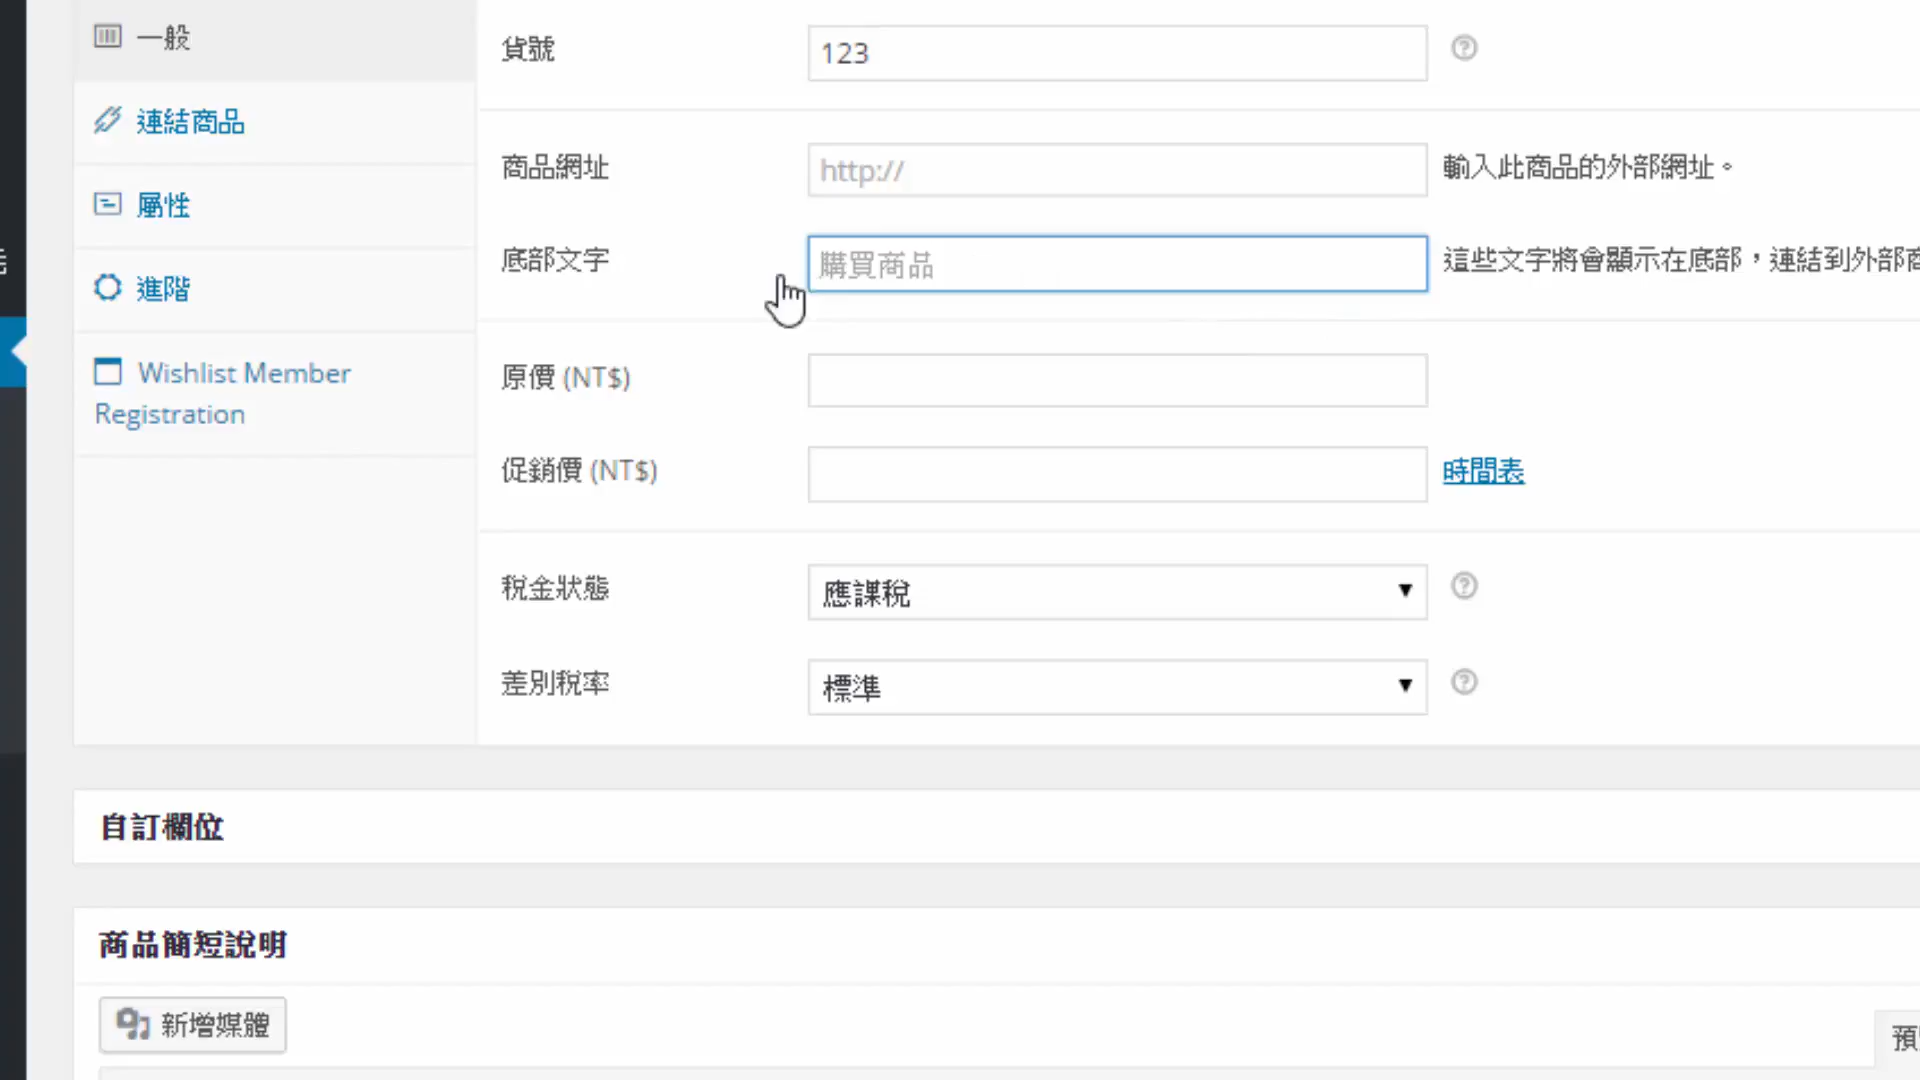 一般
連結商品
屬性
進階
Wishlist Member
Registration
貨號
123
商品網址
http://
輸入此商品的外部網址。
底部文字
購買商品
這些文字將會顯示在底部，連結到外部商
原價 (NT$)
促銷價 (NT$)
時間表
稅金狀態
應課稅
差別稅率
標準
自訂欄位
商品簡短說明
新增媒體
預